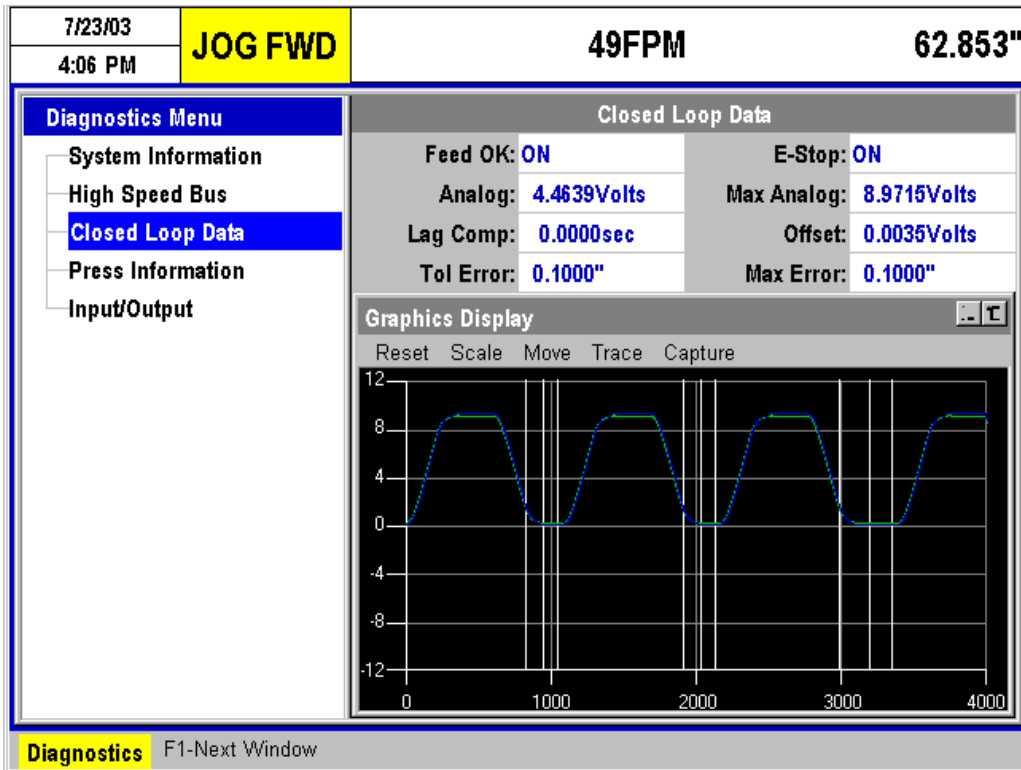 7/23/03
4:06 PM
JOG FWD
49FPM
62.853"
Diagnostics Menu
System Information
High Speed Bus
Closed Loop Data
Press Information
Input/Output
Closed Loop Data
Feed OK: ON
E-Stop: ON
Analog: 4.4639Volts
Max Analog: 8.9715Volts
Lag Comp: 0.0000sec
Offset: 0.0035Volts
Tol Error: 0.1000"
Max Error: 0.1000"
Graphics Display
Reset Scale Move Trace Capture
12
8
4
0
-4
-8
-12
0 1000 2000 3000 4000
Diagnostics F1-Next Window